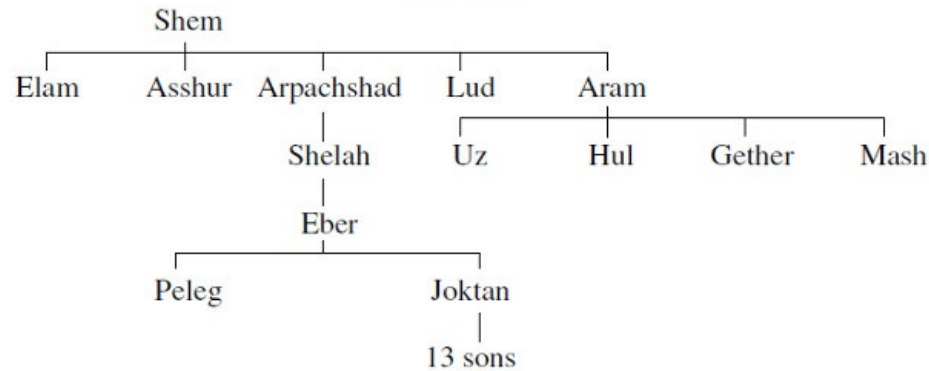 Shem
Elam Asshur Arpachshad Lud Aram
Shelah Uz Hul Gether Mash
Eber
Peleg Joktan
13 sons